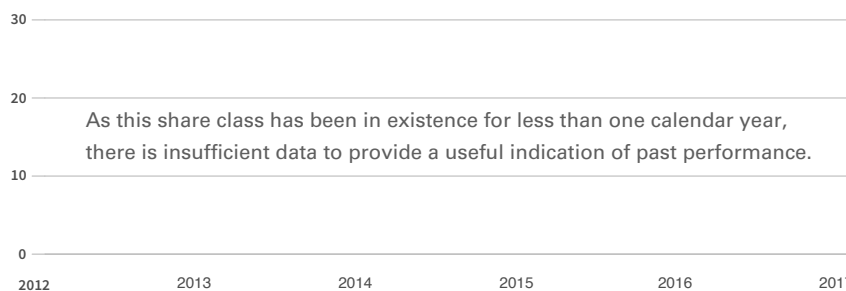 30
20
As this share class has been in existence for less than one calendar year,
there is insufficient data to provide a useful indication of past performance.
10
0
2012 2013 2014 2015 2016